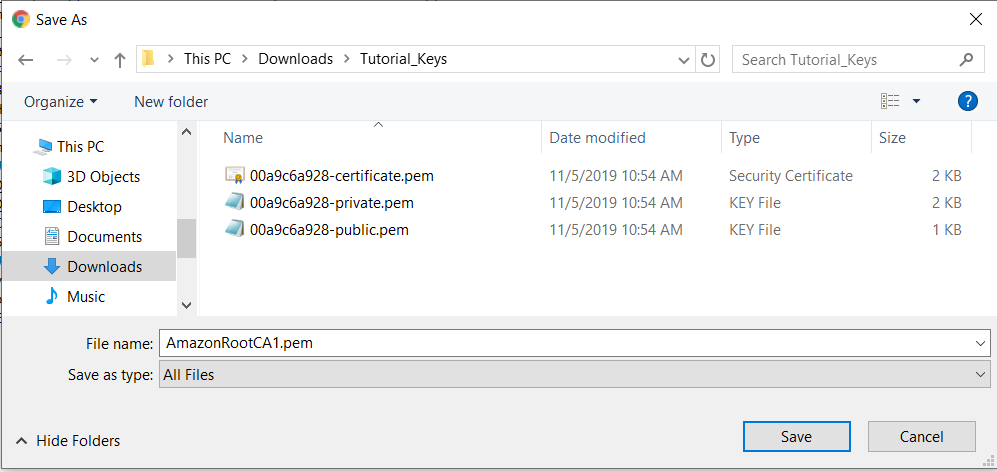 Save As
This PC > Downloads > Tutorial_Keys
Search Tutorial_Keys
Organize
New folder
?
Name Date modified Type Size
This PC
3D Objects
Desktop
Documents
Downloads
Music
00a9c6a928-certificate.pem 11/5/2019 10:54 AM Security Certificate 2 KB
00a9c6a928-private.pem 11/5/2019 10:54 AM KEY File 2 KB
00a9c6a928-public.pem 11/5/2019 10:54 AM KEY File 1 KB
File name: AmazonRootCA1.pem
Save as type: All Files
Hide Folders
Save
Cancel